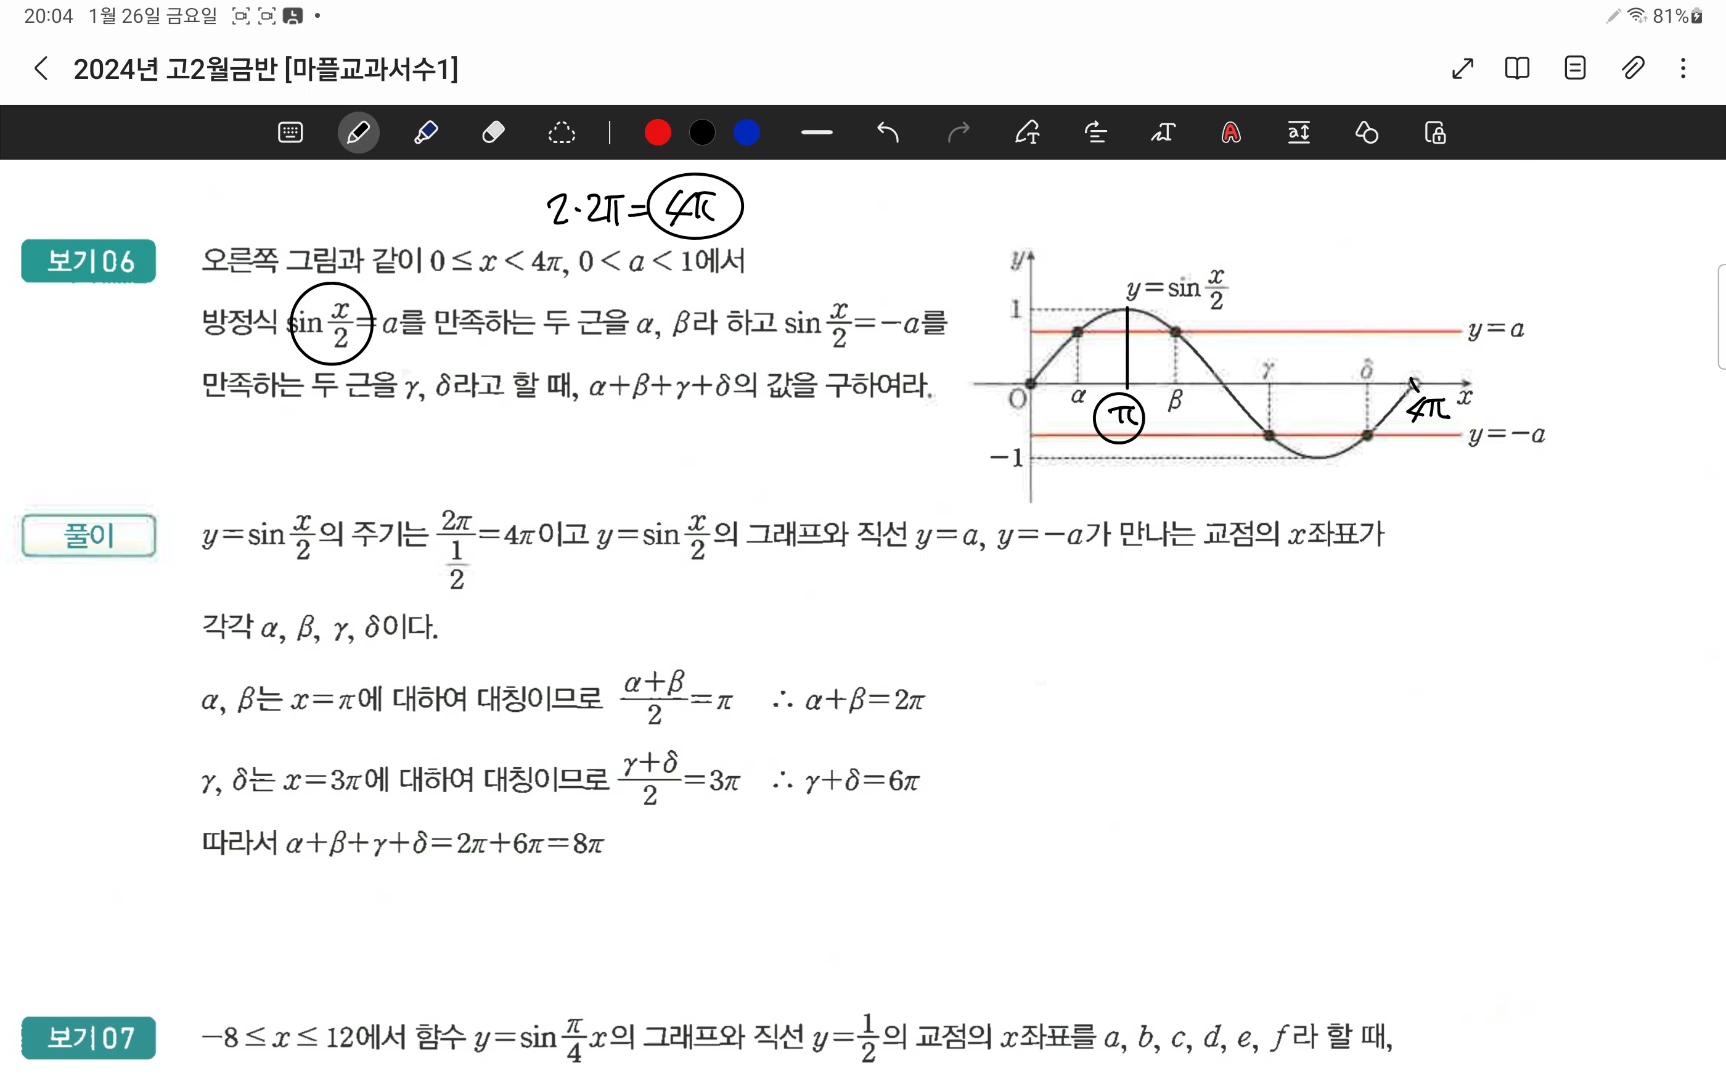 20:04 1월 26일 금요일
81%
2024년 고2월금반 [마플교과서수1]
2·2π=4π
보기 06
오른쪽 그림과 같이 0≤x<4π, 0<a<1에서
방정식 sin x/2=a를 만족하는 두 근을 α, β라 하고 sin x/2=-a를
만족하는 두 근을 γ, δ라고 할 때, α+β+γ+δ의 값을 구하여라.
y
1
y=sin x/2
y=a
γ δ
O α π β 4π x
y=-a
-1
풀이
y=sin x/2의 주기는 2π/(1/2)=4π이고 y=sin x/2의 그래프와 직선 y=a, y=-a가 만나는 교점의 x좌표가
각각 α, β, γ, δ이다.
α, β는 x=π에 대하여 대칭이므로 (α+β)/2=π ∴ α+β=2π
γ, δ는 x=3π에 대하여 대칭이므로 (γ+δ)/2=3π ∴ γ+δ=6π
따라서 α+β+γ+δ=2π+6π=8π
보기 07
-8≤x≤12에서 함수 y=sin π/4 x의 그래프와 직선 y=1/2의 교점의 x좌표를 a, b, c, d, e, f라 할 때,